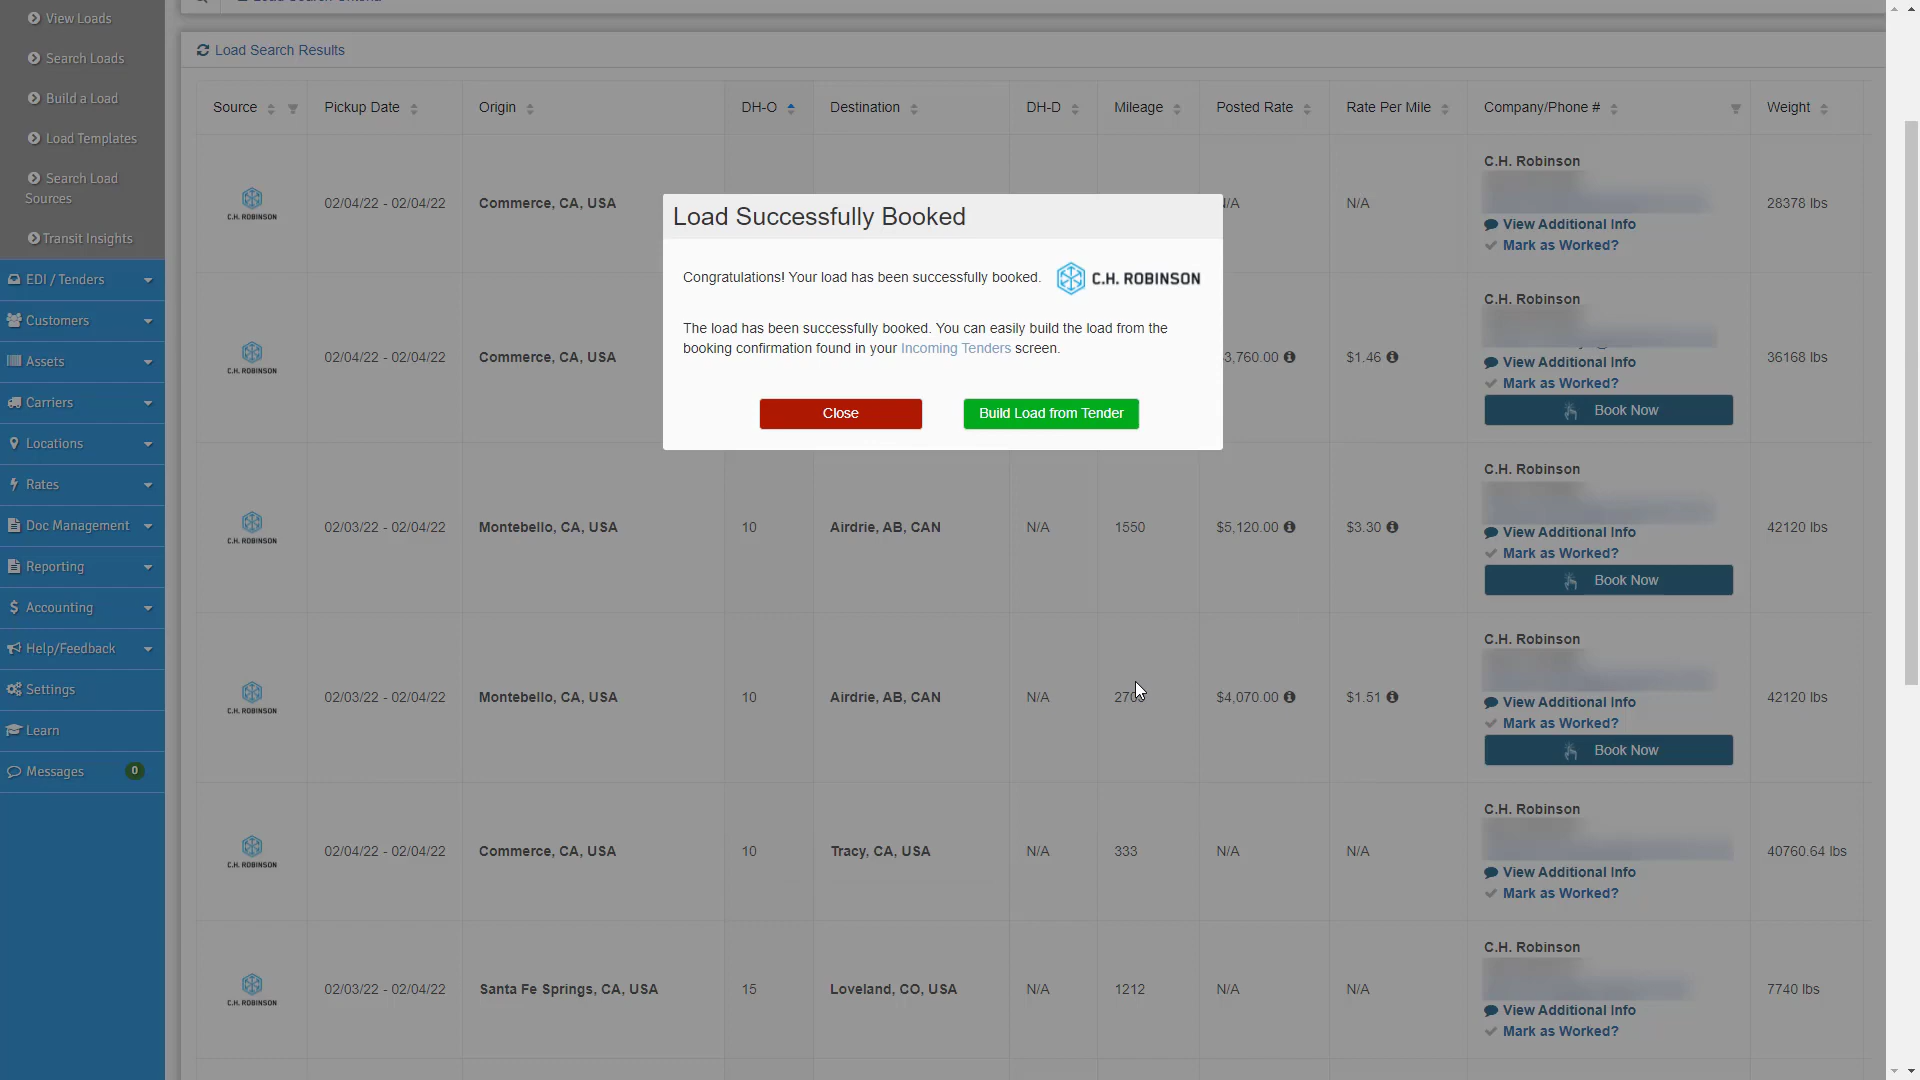 View Loads
Search Loads
Build a Load
Load Templates
Search Load
Sources
Transit Insights
EDI / Tenders
Customers
Assets
Carriers
Locations
Rates
Doc Management
Reporting
Accounting
Help/Feedback
Settings
Learn
Messages 0
Load Search Results
Source Pickup Date Origin DH-O Destination DH-D Mileage Posted Rate Rate Per Mile Company/Phone # Weight
C.H. ROBINSON 02/04/22 - 02/04/22 Commerce, CA, USA N/A C.H. Robinson 28378 lbs
View Additional Info
Mark as Worked?
Load Successfully Booked
Congratulations! Your load has been successfully booked. C.H. ROBINSON
The load has been successfully booked. You can easily build the load from the
booking confirmation found in your Incoming Tenders screen.
Close Build Load from Tender
C.H. ROBINSON 02/04/22 - 02/04/22 Commerce, CA, USA 3,760.00 $1.46 C.H. Robinson 36168 lbs
View Additional Info
Mark as Worked?
Book Now
C.H. ROBINSON 02/03/22 - 02/04/22 Montebello, CA, USA 10 Airdrie, AB, CAN N/A 1550 $5,120.00 $3.30 C.H. Robinson 42120 lbs
View Additional Info
Mark as Worked?
Book Now
C.H. ROBINSON 02/03/22 - 02/04/22 Montebello, CA, USA 10 Airdrie, AB, CAN N/A $4,070.00 $1.51 C.H. Robinson 42120 lbs
View Additional Info
Mark as Worked?
Book Now
C.H. ROBINSON 02/04/22 - 02/04/22 Commerce, CA, USA 10 Tracy, CA, USA N/A 333 N/A N/A C.H. Robinson 40760.64 lbs
View Additional Info
Mark as Worked?
C.H. ROBINSON 02/03/22 - 02/04/22 Santa Fe Springs, CA, USA 15 Loveland, CO, USA N/A 1212 N/A N/A C.H. Robinson 7740 lbs
View Additional Info
Mark as Worked?